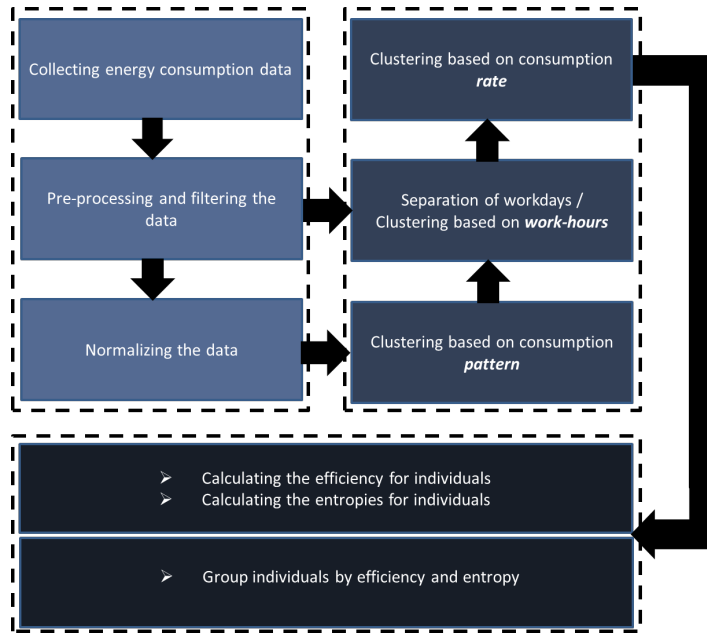 Collecting energy consumption data
Pre-processing and filtering the
data
Normalizing the data
Clustering based on consumption
rate
Separation of workdays /
Clustering based on work-hours
Clustering based on consumption
pattern
➢ Calculating the efficiency for individuals
➢ Calculating the entropies for individuals
➢ Group individuals by efficiency and entropy